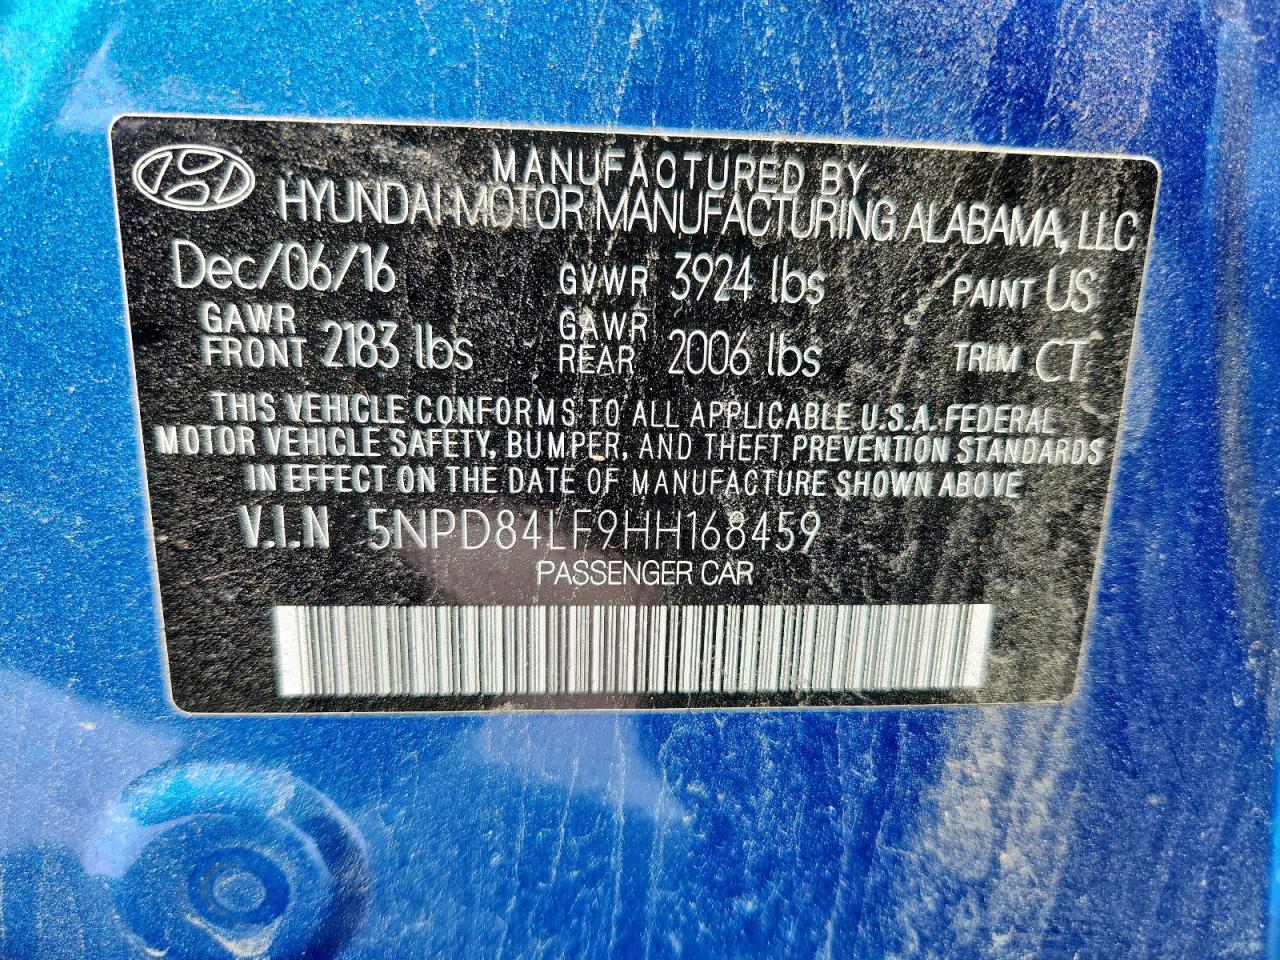 MANUFACTURED BY
HYUNDAI MOTOR MANUFACTURING ALABAMA, LLC
Dec/06/16 GVWR 3924 lbs PAINT US
GAWR FRONT 2183 lbs GAWR REAR 2006 lbs TRIM CT
THIS VEHICLE CONFORMS TO ALL APPLICABLE U.S.A. FEDERAL
MOTOR VEHICLE SAFETY, BUMPER, AND THEFT PREVENTION STANDARDS
IN EFFECT ON THE DATE OF MANUFACTURE SHOWN ABOVE
V.I.N 5NPD84LF9HH168459
PASSENGER CAR